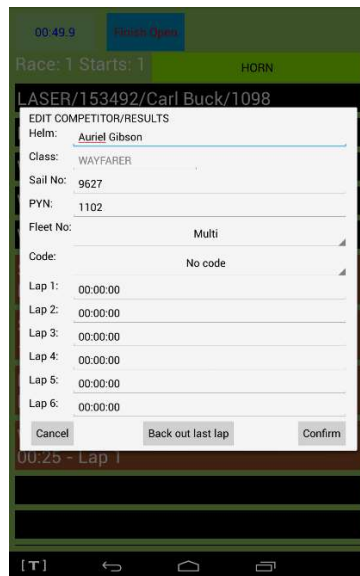 00:49.9 Finish Open
Race: 1 Starts: 1 HORN
LASER/153492/Carl Buck/1098
EDIT COMPETITOR/RESULTS
Helm: Auriel Gibson
Class: WAYFARER
Sail No: 9627
PYN: 1102
Fleet No: Multi
Code: No code
Lap 1: 00:00:00
Lap 2: 00:00:00
Lap 3: 00:00:00
Lap 4: 00:00:00
Lap 5: 00:00:00
Lap 6: 00:00:00
Cancel Back out last lap Confirm
00:25 - Lap 1
[T]